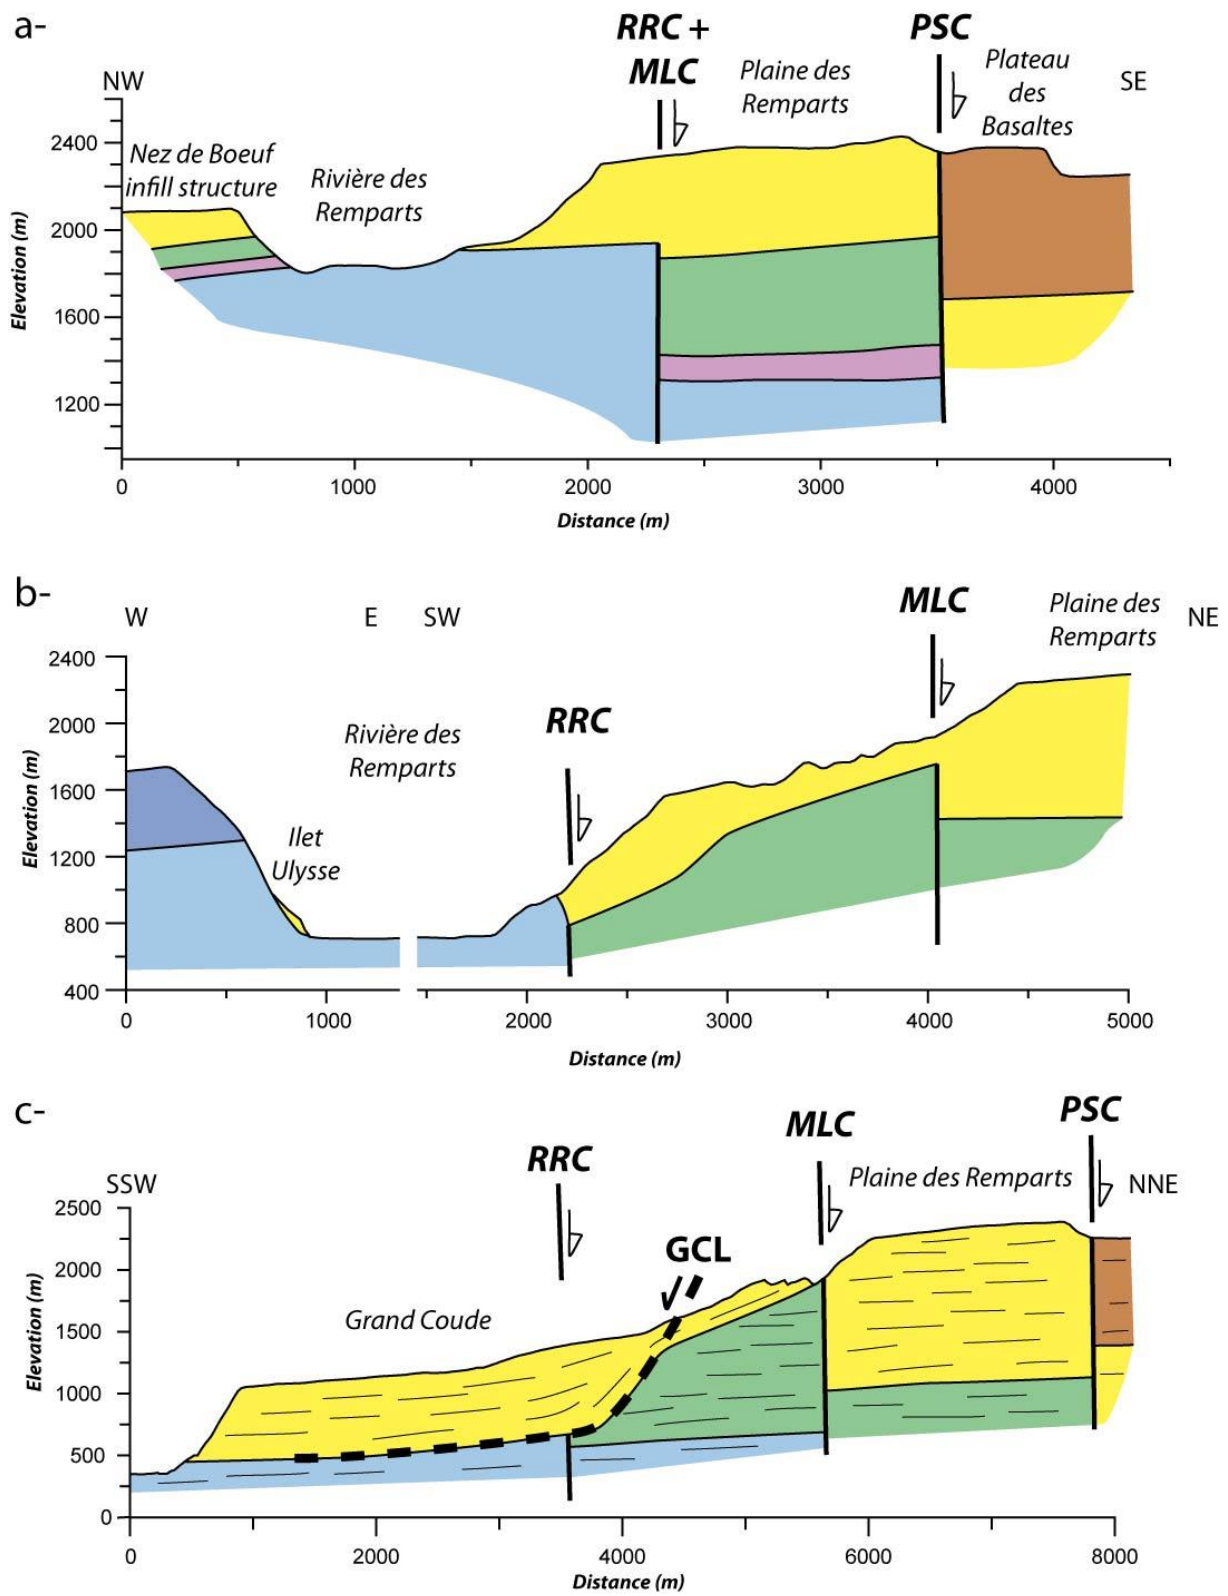 a-
RRC +
MLC
PSC
NW
Plaine des
Remparts
Plateau
des
Basaltes
SE
Nez de Boeuf
infill structure
Rivière des
Remparts
Elevation (m)
2400
2000
1600
1200
0 1000 2000 3000 4000
Distance (m)
b-
W E SW
MLC
Plaine des
Remparts
NE
RRC
Rivière des
Remparts
Ilet
Ulysse
Elevation (m)
2400
2000
1600
1200
800
400
0 1000 2000 3000 4000 5000
Distance (m)
c-
SSW
RRC
MLC
PSC
Plaine des Remparts
NNE
GCL
Grand Coude
Elevation (m)
2500
2000
1500
1000
500
0
0 2000 4000 6000 8000
Distance (m)